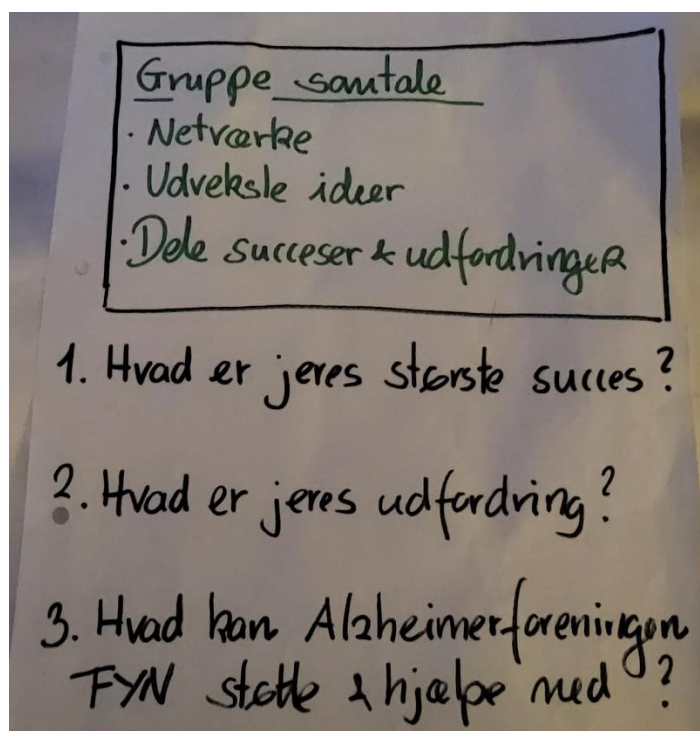 Gruppe samtale
· Netværke
· Udveksle ideer
· Dele succeser & udfordringer
1. Hvad er jeres største succes?
2. Hvad er jeres udfordring?
3. Hvad kan Alzheimerforeningen
FYN støtte & hjælpe med?